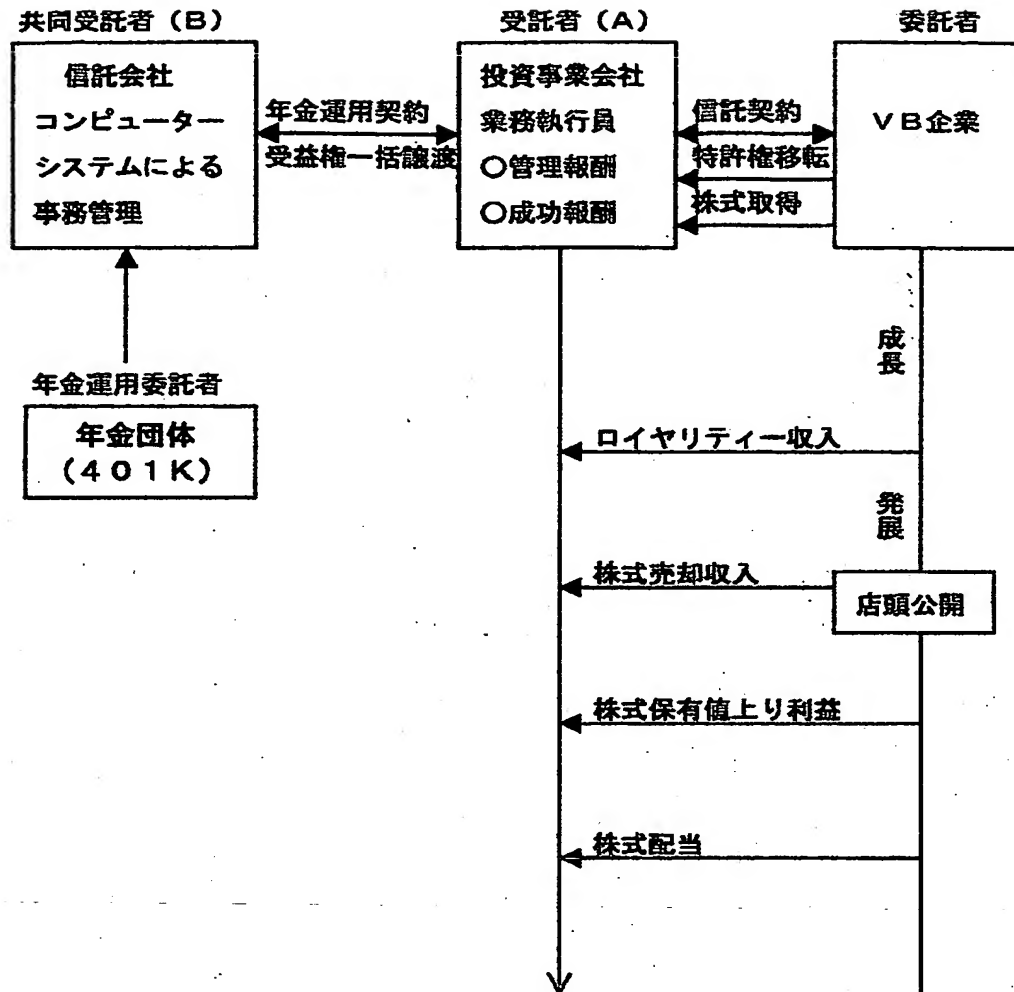 共同受託者（B）
受託者（A）
委託者
信託会社
コンピューター
システムによる
事務管理
年金運用契約
受益権一括譲渡
投資事業会社
業務執行員
〇管理報酬
〇成功報酬
信託契約
特許権移転
株式取得
ＶＢ企業
成長
年金運用委託者
年金団体
（４０１Ｋ）
ロイヤリティー収入
発展
株式売却収入
店頭公開
株式保有値上り利益
株式配当